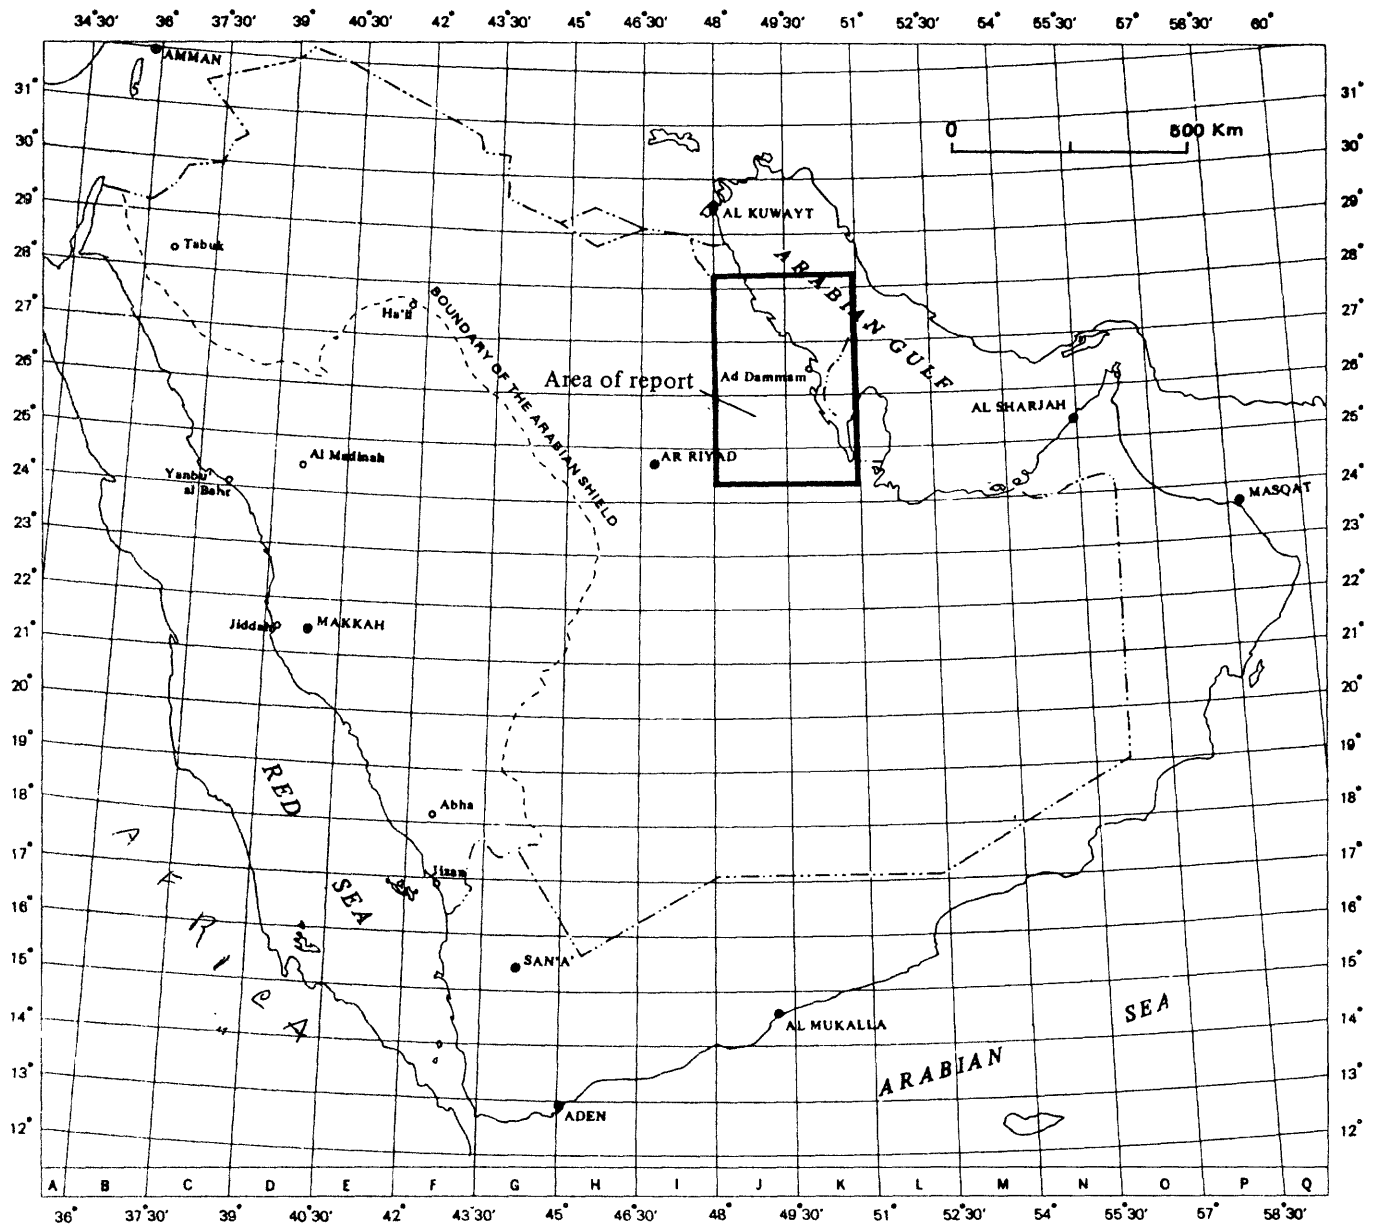 34°30' 36° 37°30' 39° 40°30' 42° 43°30' 45° 46°30' 48° 49°30' 51° 52°30' 54° 55°30' 57° 58°30' 60°
AMMAN
31° 31°
0 500 Km
30° 30°
29° 29°
AL KUWAYT
Tabuk
28° 28°
ARABIAN GULF
27° 27°
Ha'il
BOUNDARY OF THE ARABIAN SHIELD
26° 26°
Area of report
Ad Dammam
AL SHARJAH
25° 25°
Al Madinah
AR RIYAD
24° 24°
Yanbu'
al Bahr
MASQAT
23° 23°
22° 22°
Jiddah
MAKKAH
21° 21°
20° 20°
19° 19°
RED
SEA
18° 18°
Abha
AFRICA
17° 17°
Jizan
16° 16°
SAN'A'
15° 15°
14° 14°
AL MUKALLA
ARABIAN
SEA
13° 13°
ADEN
12° 12°
A B C D E F G H I J K L M N O P Q
36° 37°30' 39° 40°30' 42° 43°30' 45° 46°30' 48° 49°30' 51° 52°30' 54° 55°30' 57° 58°30'